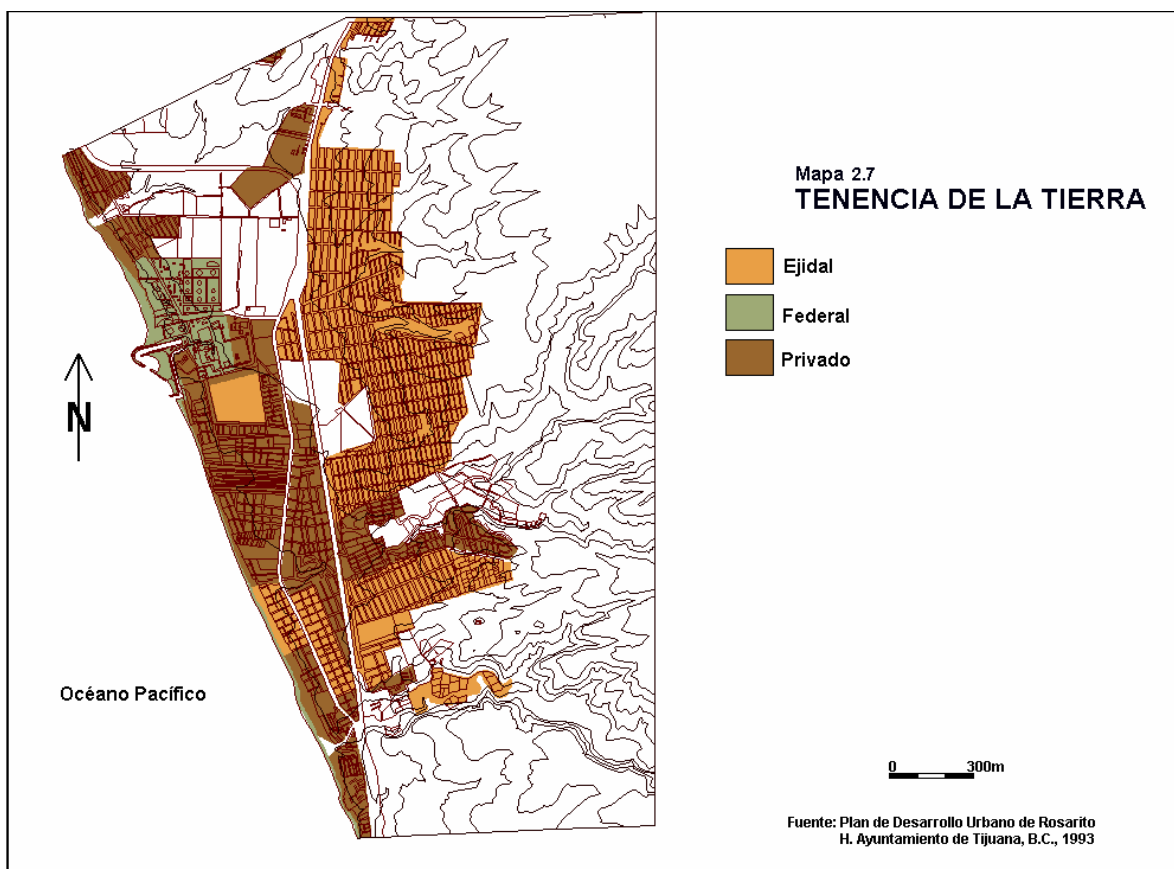 Mapa 2.7
TENENCIA DE LA TIERRA
Ejidal
Federal
Privado
N
Océano Pacífico
0 300m
Fuente: Plan de Desarrollo Urbano de Rosarito
H. Ayuntamiento de Tijuana, B.C., 1993